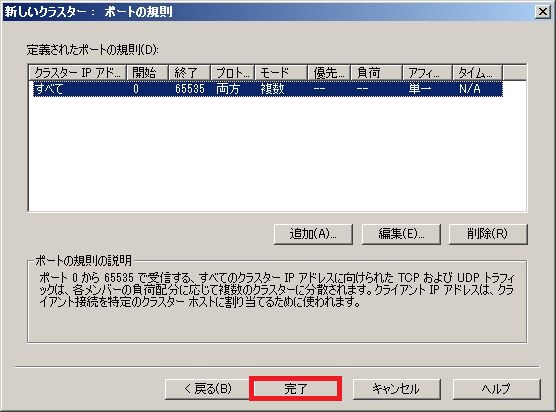 新しいクラスター： ポートの規則
定義されたポートの規則(D):
クラスター IP アド... 開始 終了 プロト... モード 優先... 負荷 アフィ... タイム...
すべて 0 65535 両方 複数 -- -- 単一 N/A
追加(A)... 編集(E)... 削除(R)
ポートの規則の説明
ポート 0 から 65535 で受信する、すべてのクラスター IP アドレスに向けられた TCP および UDP トラフィ
ックは、各メンバーの負荷配分に応じて複数のクラスターに分散されます。クライアント IP アドレスは、クラ
イアント接続を特定のクラスター ホストに割り当てるために使われます。
< 戻る(B) 完了 キャンセル ヘルプ